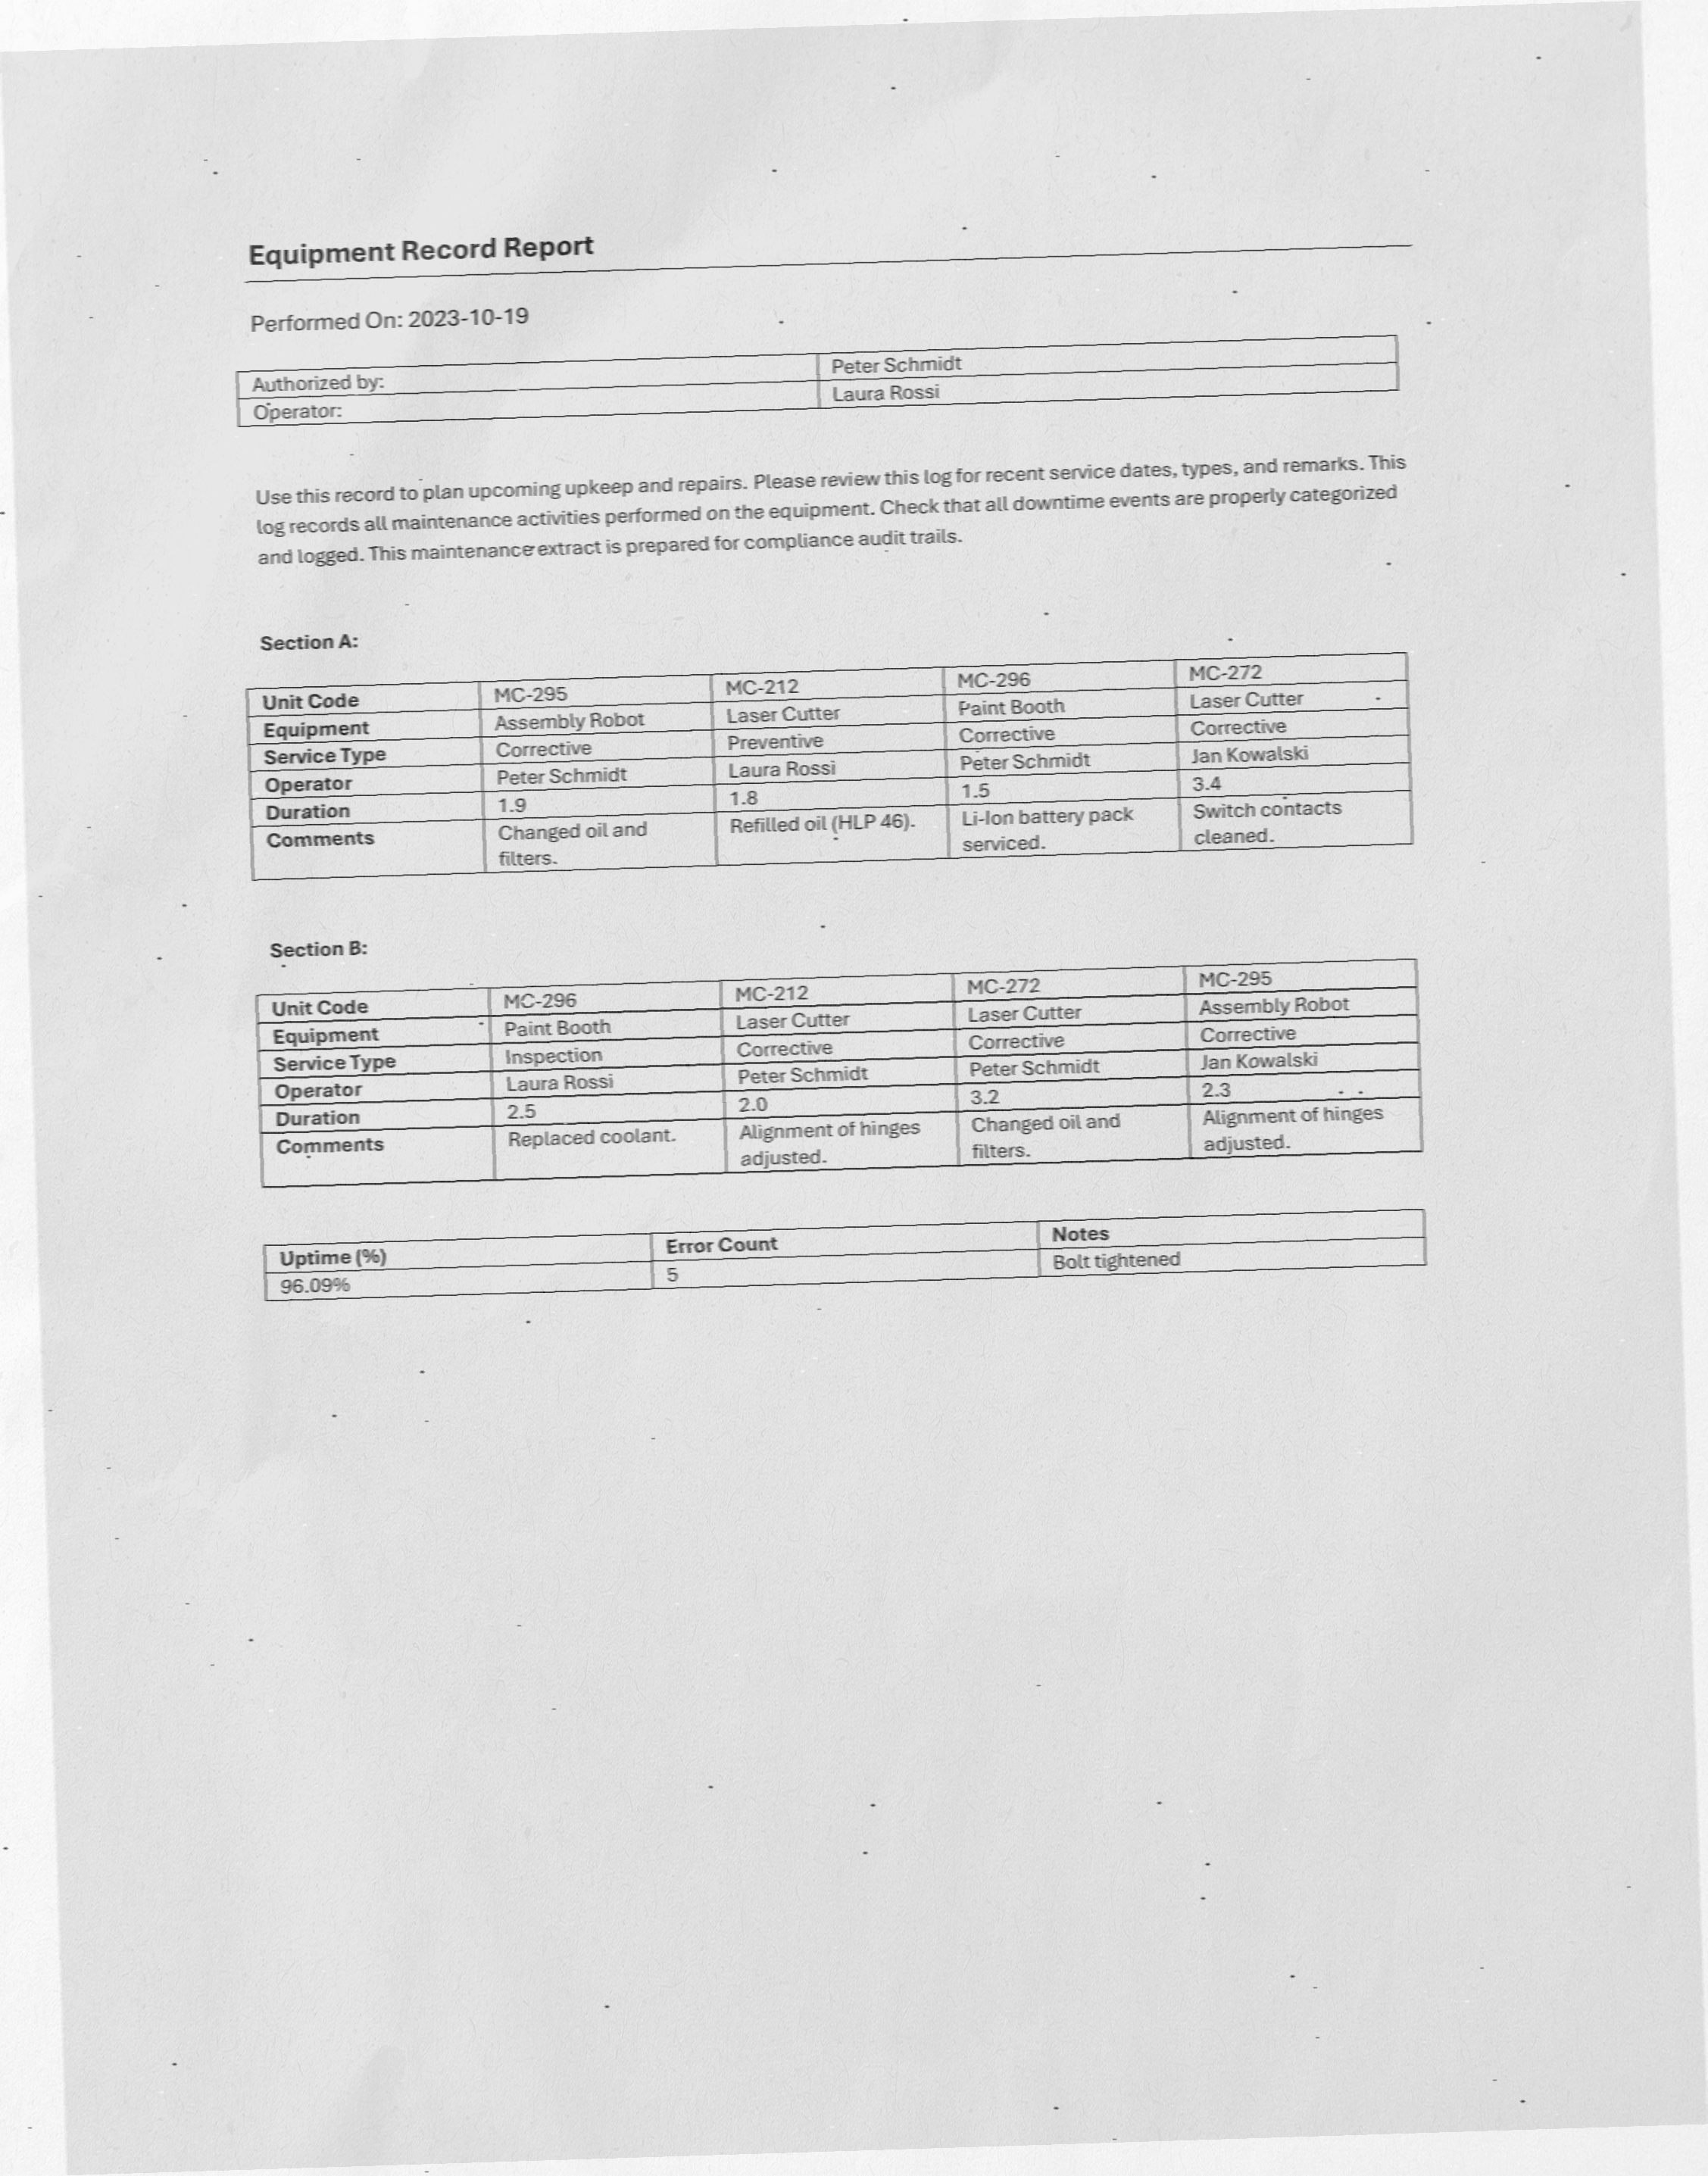 Equipment Record Report
Performed On: 2023-10-19
Authorized by: Peter Schmidt
Operator: Laura Rossi
Use this record to plan upcoming upkeep and repairs. Please review this log for recent service dates, types, and remarks. This
log records all maintenance activities performed on the equipment. Check that all downtime events are properly categorized
and logged. This maintenance extract is prepared for compliance audit trails.
Section A:
Unit Code MC-295 MC-212 MC-296 MC-272
Equipment Assembly Robot Laser Cutter Paint Booth Laser Cutter
Service Type Corrective Preventive Corrective Corrective
Operator Peter Schmidt Laura Rossi Peter Schmidt Jan Kowalski
Duration 1.9 1.8 1.5 3.4
Comments Changed oil and Refilled oil (HLP 46). Li-Ion battery pack Switch contacts
filters. serviced. cleaned.
Section B:
Unit Code MC-296 MC-212 MC-272 MC-295
Equipment Paint Booth Laser Cutter Laser Cutter Assembly Robot
Service Type Inspection Corrective Corrective Corrective
Operator Laura Rossi Peter Schmidt Peter Schmidt Jan Kowalski
Duration 2.5 2.0 3.2 2.3
Comments Replaced coolant. Alignment of hinges Changed oil and Alignment of hinges
adjusted. filters. adjusted.
Uptime (%) Error Count Notes
96.09% 5 Bolt tightened